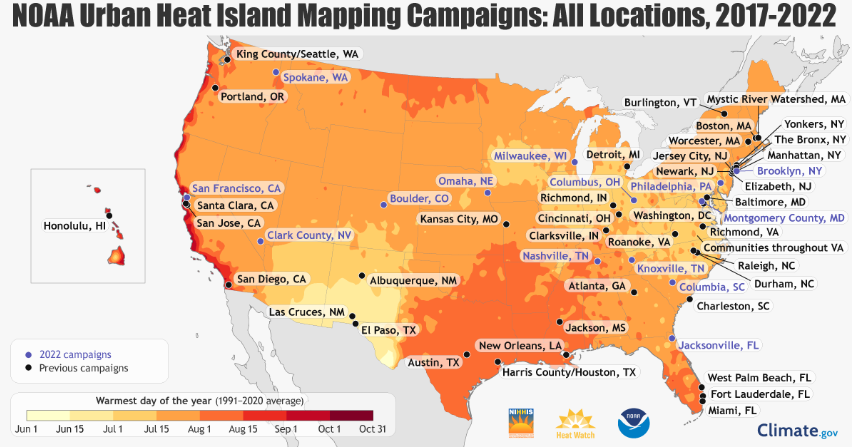 NOAA Urban Heat Island Mapping Campaigns: All Locations, 2017-2022
King County/Seattle, WA
Spokane, WA
Portland, OR
Burlington, VT
Mystic River Watershed, MA
Boston, MA
Yonkers, NY
Worcester, MA
The Bronx, NY
Jersey City, NJ
Manhattan, NY
Newark, NJ
Brooklyn, NY
Milwaukee, WI
Detroit, MI
Omaha, NE
Columbus, OH
Philadelphia, PA
Elizabeth, NJ
San Francisco, CA
Boulder, CO
Richmond, IN
Baltimore, MD
Santa Clara, CA
Kansas City, MO
Cincinnati, OH
Washington, DC
Montgomery County, MD
San Jose, CA
Honolulu, HI
Clark County, NV
Clarksville, IN
Roanoke, VA
Richmond, VA
Communities throughout VA
Nashville, TN
Knoxville, TN
Raleigh, NC
San Diego, CA
Albuquerque, NM
Atlanta, GA
Columbia, SC
Durham, NC
Charleston, SC
Las Cruces, NM
El Paso, TX
Jackson, MS
Austin, TX
New Orleans, LA
Jacksonville, FL
Harris County/Houston, TX
West Palm Beach, FL
Fort Lauderdale, FL
Miami, FL
2022 campaigns
Previous campaigns
Warmest day of the year (1991-2020 average)
Jun 1 Jun 15 Jul 1 Jul 15 Aug 1 Aug 15 Sep 1 Oct 1 Oct 31
NIHHIS
Heat Watch
noaa
Climate.gov